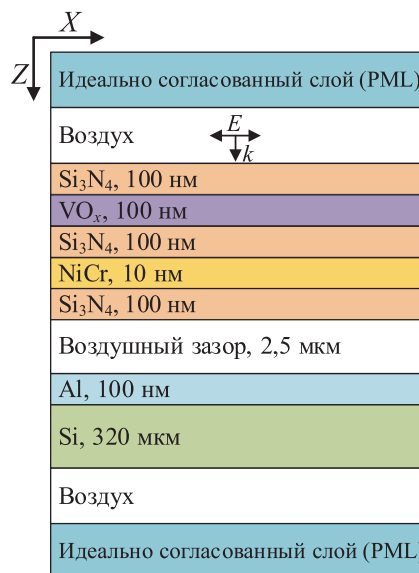 X
Z
Идеально согласованный слой (PML)
Воздух
E
k
Si₃N₄, 100 нм
VOₓ, 100 нм
Si₃N₄, 100 нм
NiCr, 10 нм
Si₃N₄, 100 нм
Воздушный зазор, 2,5 мкм
Al, 100 нм
Si, 320 мкм
Воздух
Идеально согласованный слой (PML)